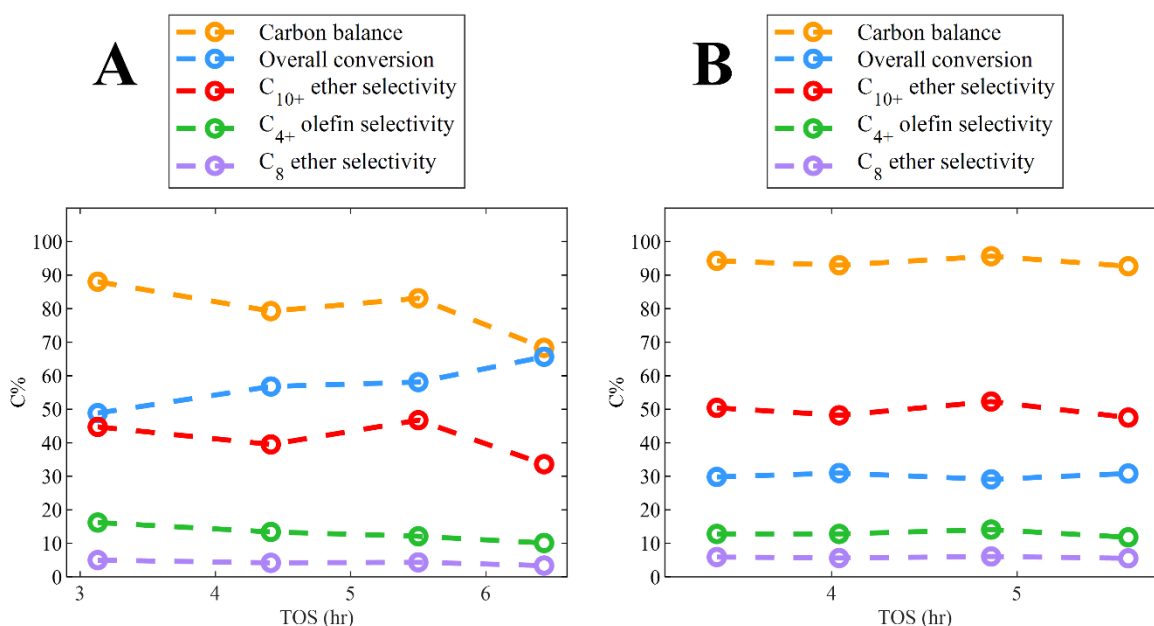 A
Carbon balance
Overall conversion
C10+ ether selectivity
C4+ olefin selectivity
C8 ether selectivity
100
90
80
70
60
50
40
30
20
10
0
C%
3 4 5 6
TOS (hr)
B
Carbon balance
Overall conversion
C10+ ether selectivity
C4+ olefin selectivity
C8 ether selectivity
100
90
80
70
60
50
40
30
20
10
0
C%
4 5
TOS (hr)